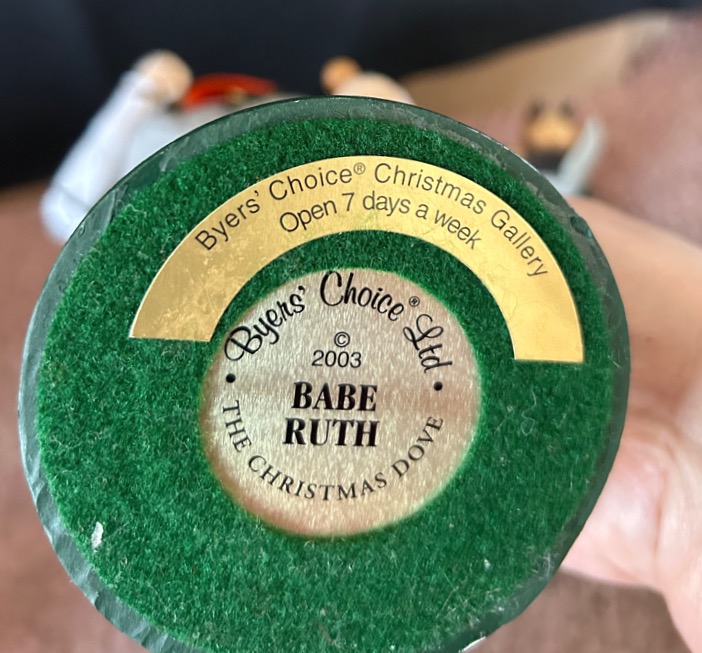 Byers' Choice® Christmas Gallery
Open 7 days a week
Byers' Choice® Ltd
©
2003
BABE
RUTH
THE CHRISTMAS DOVE